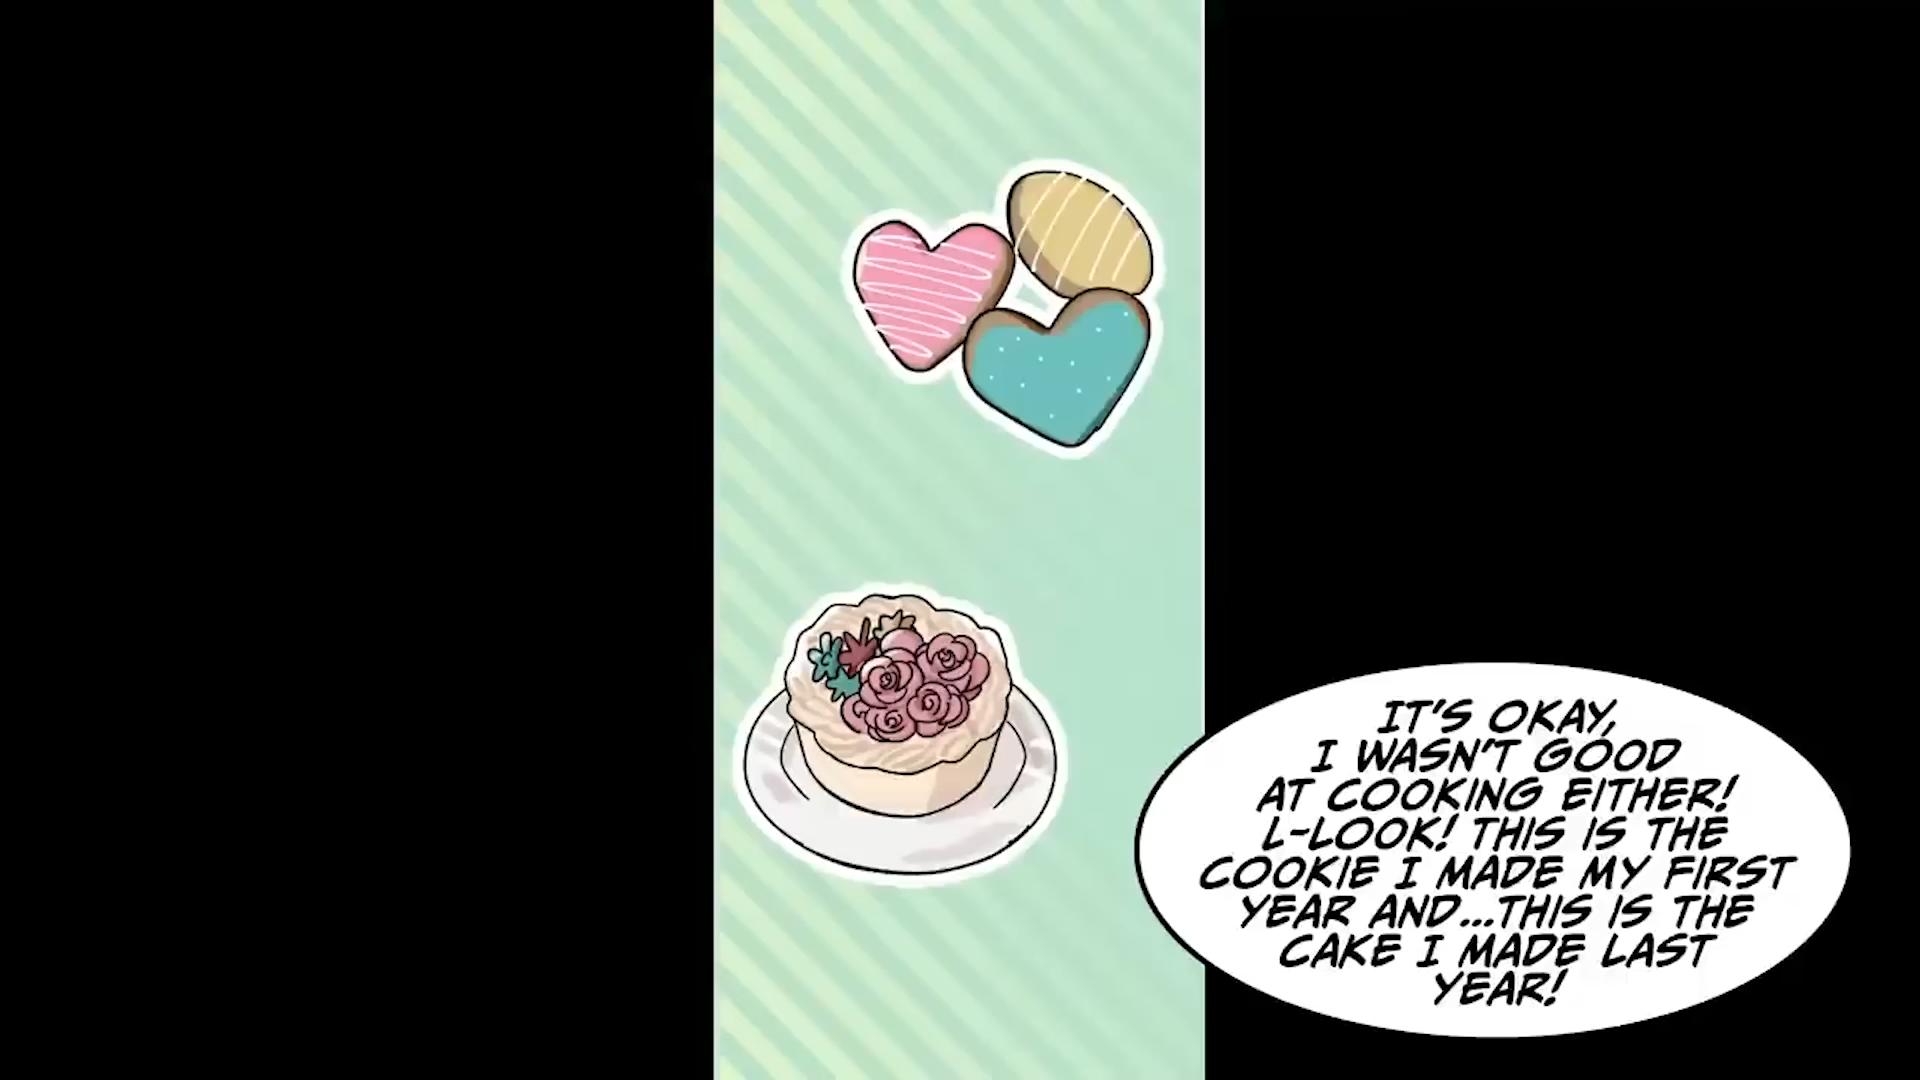 IT'S OKAY,
I WASN'T GOOD
AT COOKING EITHER!
L-LOOK! THIS IS THE
COOKIE I MADE MY FIRST
YEAR AND...THIS IS THE
CAKE I MADE LAST
YEAR!